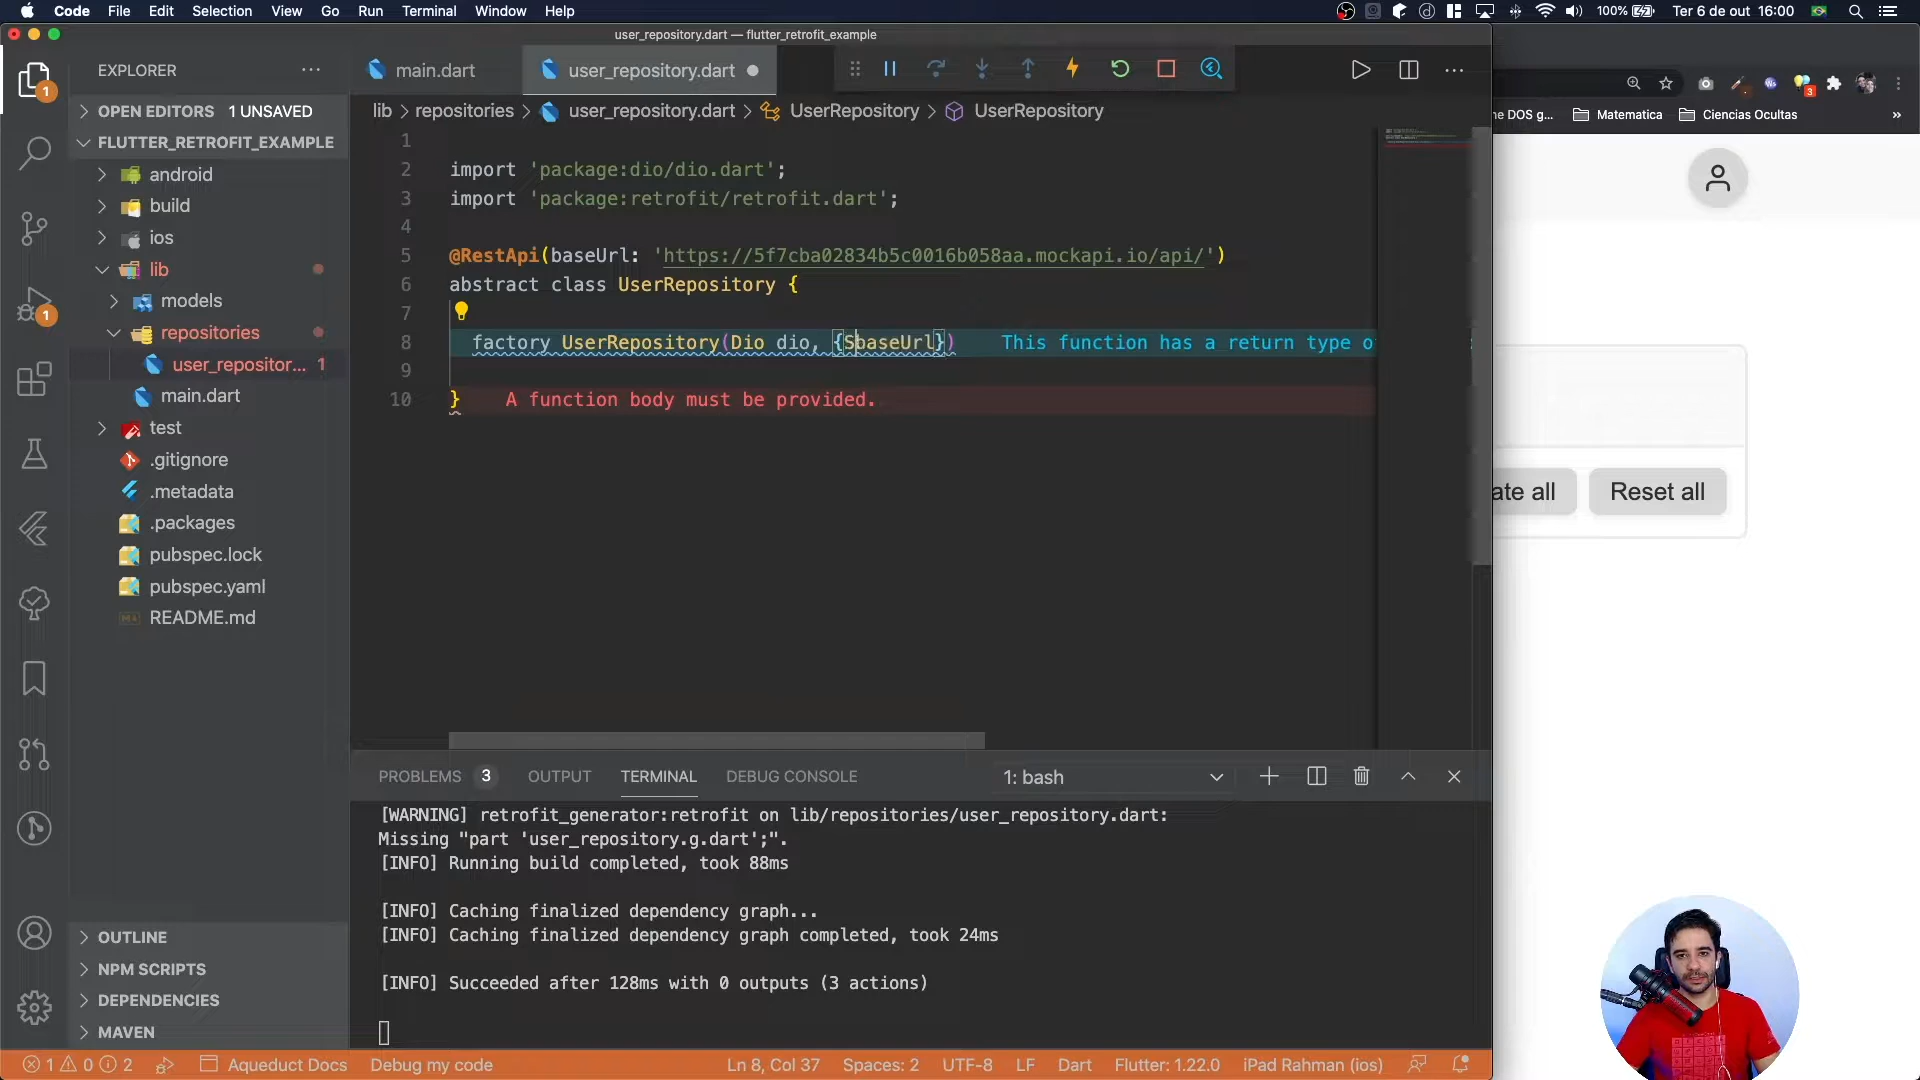 Code File Edit Selection View Go Run Terminal Window Help 100% Ter 6 de out 16:00
user_repository.dart — flutter_retrofit_example
EXPLORER
OPEN EDITORS 1 UNSAVED
FLUTTER_RETROFIT_EXAMPLE
android
build
ios
lib
models
repositories
user_repositor... 1
main.dart
test
.gitignore
.metadata
.packages
pubspec.lock
pubspec.yaml
README.md
OUTLINE
NPM SCRIPTS
DEPENDENCIES
MAVEN
1
1
main.dart
user_repository.dart
lib > repositories > user_repository.dart > UserRepository > UserRepository
1
2 import 'package:dio/dio.dart';
3 import 'package:retrofit/retrofit.dart';
4
5 @RestApi(baseUrl: 'https://5f7cba02834b5c0016b058aa.mockapi.io/api/')
6 abstract class UserRepository {
7
8 factory UserRepository(Dio dio, {SbaseUrl}) This function has a return type o
9
10 } A function body must be provided.
PROBLEMS 3 OUTPUT TERMINAL DEBUG CONSOLE 1: bash
[WARNING] retrofit_generator:retrofit on lib/repositories/user_repository.dart:
Missing "part 'user_repository.g.dart';".
[INFO] Running build completed, took 88ms
[INFO] Caching finalized dependency graph...
[INFO] Caching finalized dependency graph completed, took 24ms
[INFO] Succeeded after 128ms with 0 outputs (3 actions)
1 0 2 Aqueduct Docs Debug my code Ln 8, Col 37 Spaces: 2 UTF-8 LF Dart Flutter: 1.22.0 iPad Rahman (ios)
3
ne DOS g... Matematica Ciencias Ocultas »
ate all Reset all